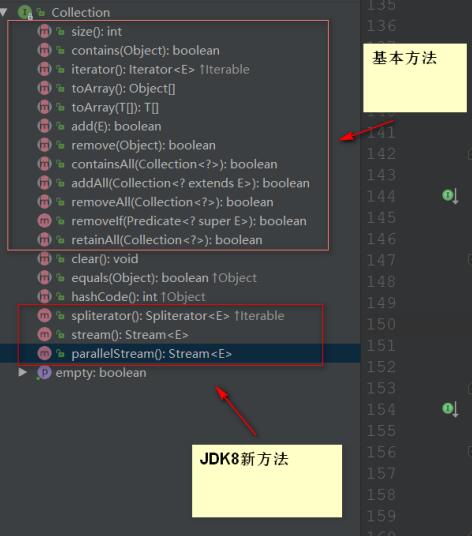 Collection
size(): int
contains(Object): boolean
iterator(): Iterator<E> ↑Iterable
toArray(): Object[]
toArray(T[]): T[]
add(E): boolean
remove(Object): boolean
containsAll(Collection<?>): boolean
addAll(Collection<? extends E>): boolean
removeAll(Collection<?>): boolean
removeIf(Predicate<? super E>): boolean
retainAll(Collection<?>): boolean
clear(): void
equals(Object): boolean ↑Object
hashCode(): int ↑Object
spliterator(): Spliterator<E> ↑Iterable
stream(): Stream<E>
parallelStream(): Stream<E>
empty: boolean
基本方法
JDK8新方法
135
136
141
142
143
144
145
146
147
148
149
150
151
152
153
154
155
156
157
158
159
160